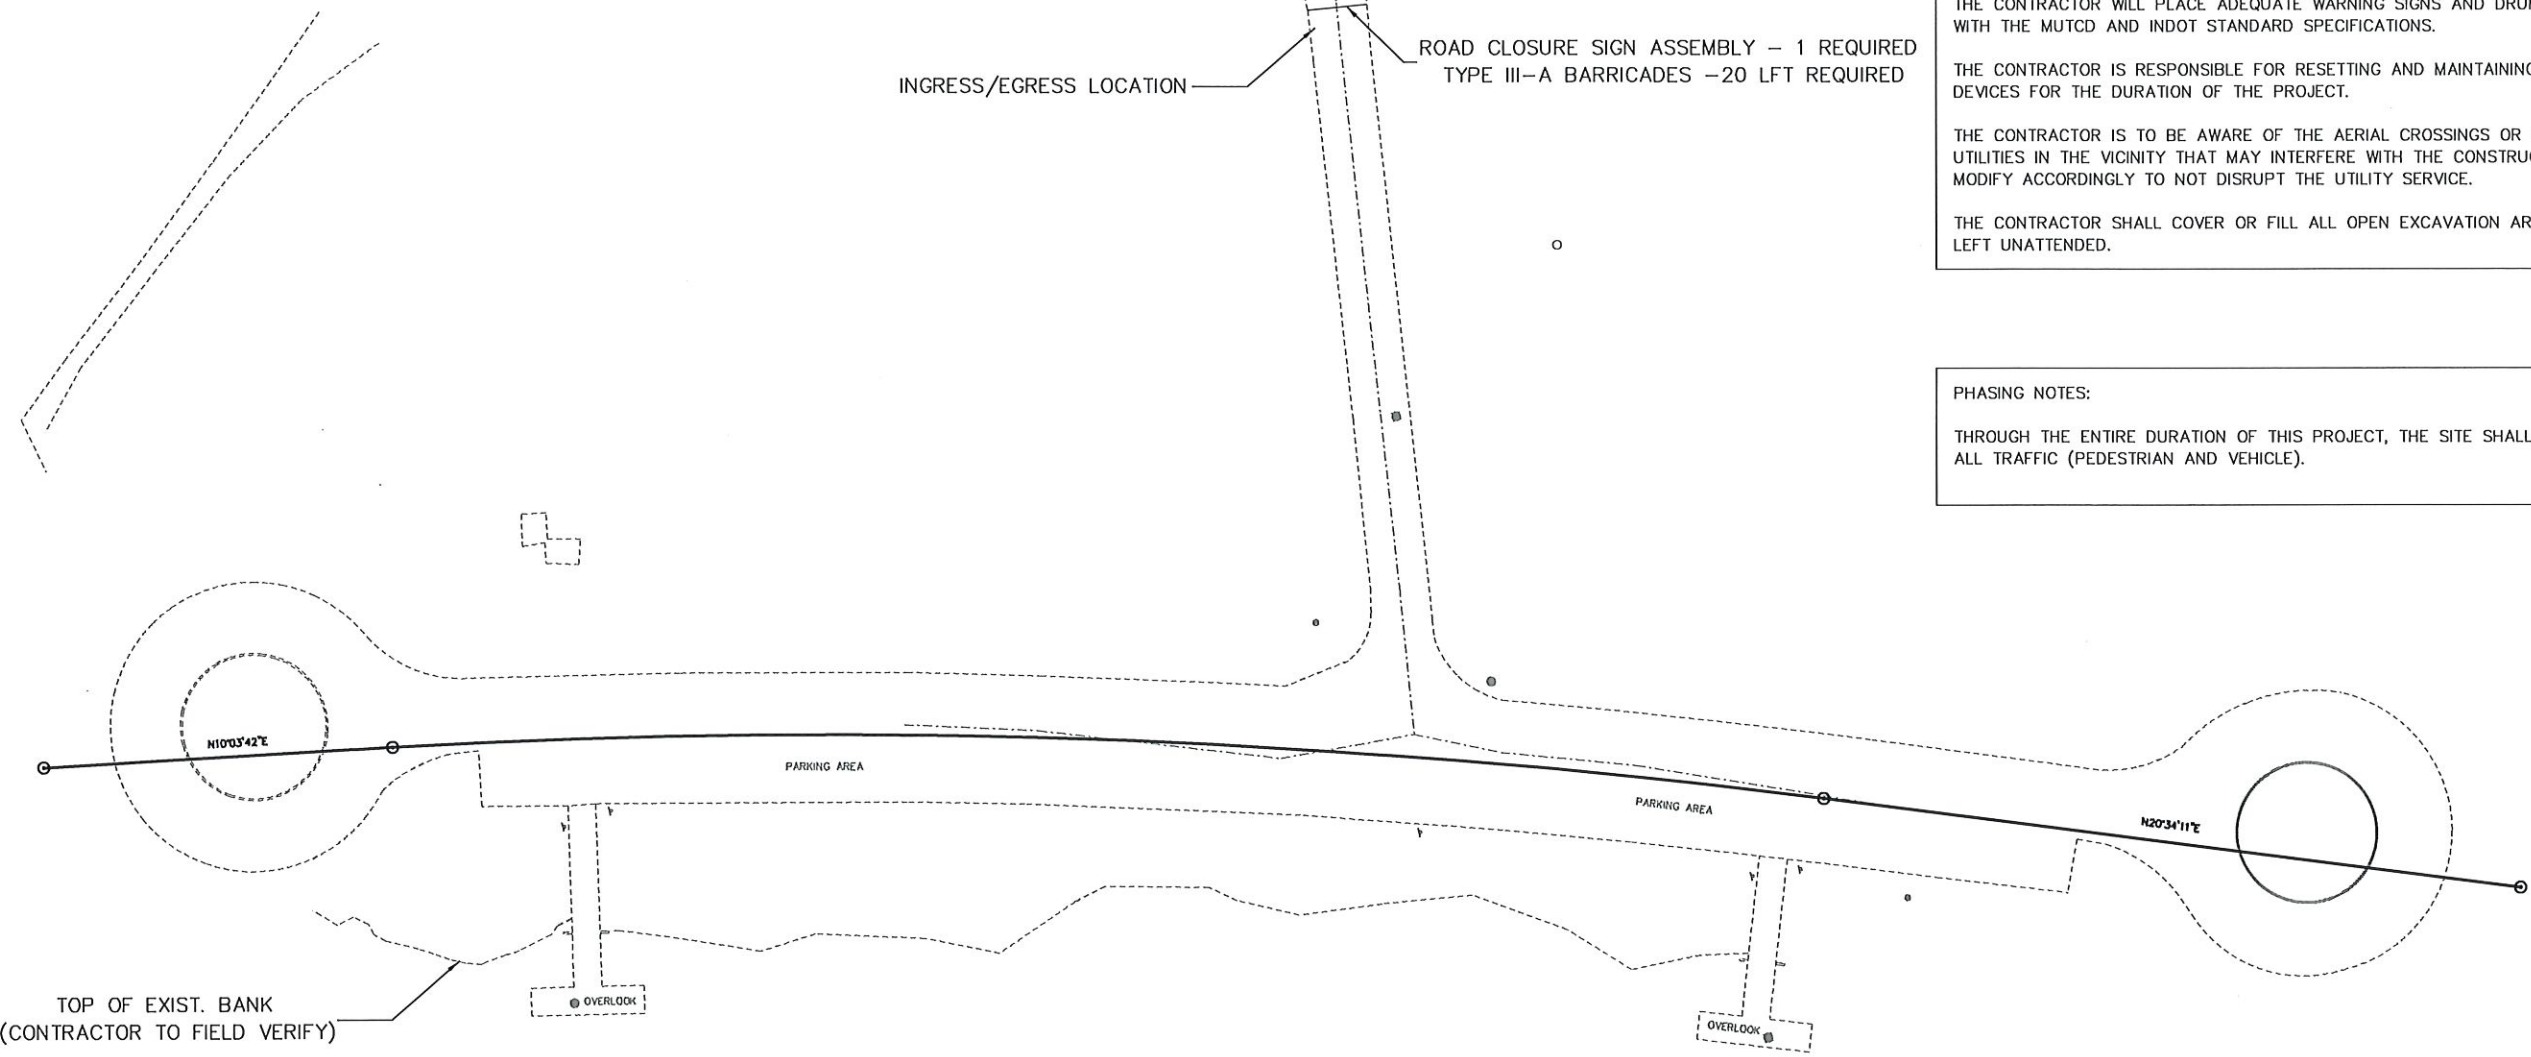 THE CONTRACTOR WILL PLACE ADEQUATE WARNING SIGNS AND
WITH THE MUTCD AND INDOT STANDARD SPECIFICATIONS.
THE CONTRACTOR IS RESPONSIBLE FOR RESETTING AND MAINTAINING
DEVICES FOR THE DURATION OF THE PROJECT.
THE CONTRACTOR IS TO BE AWARE OF THE AERIAL CROSSINGS OR
UTILITIES IN THE VICINITY THAT MAY INTERFERE WITH THE
MODIFY ACCORDINGLY TO NOT DISRUPT THE UTILITY SERVICE.
THE CONTRACTOR SHALL COVER OR FILL ALL OPEN EXCAVATION
LEFT UNATTENDED.
ROAD CLOSURE SIGN ASSEMBLY – 1 REQUIRED
TYPE III–A BARRICADES –20 LFT REQUIRED
INGRESS/EGRESS LOCATION
PHASING NOTES:
THROUGH THE ENTIRE DURATION OF THIS PROJECT, THE SITE SHALL
ALL TRAFFIC (PEDESTRIAN AND VEHICLE).
N10°03'42"E
PARKING AREA
PARKING AREA
N20°34'11"E
OVERLOOK
OVERLOOK
TOP OF EXIST. BANK
(CONTRACTOR TO FIELD VERIFY)